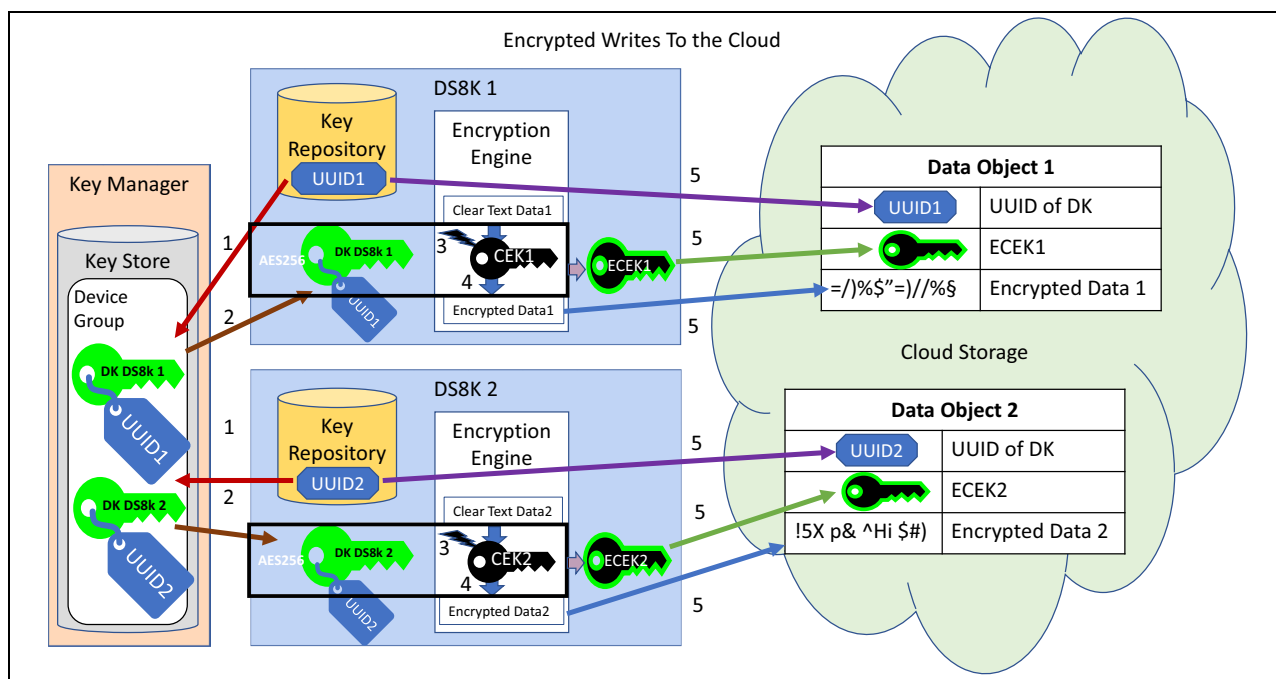 Encrypted Writes To the Cloud
Key Manager
Key Store
Device
Group
DK DS8k 1
UUID1
DK DS8k 2
UUID2
1
2
1
2
DS8K 1
Key
Repository
UUID1
Encryption
Engine
Clear Text Data1
AES256
DK DS8k 1
UUID1
3
CEK1
4
Encrypted Data1
ECEK1
5
5
5
DS8K 2
Key
Repository
UUID2
Encryption
Engine
Clear Text Data2
AES256
DK DS8k 2
UUID2
3
CEK2
4
Encrypted Data2
ECEK2
5
5
5
Data Object 1
UUID1 UUID of DK
ECEK1
=/)%$”=)//%§ Encrypted Data 1
Cloud Storage
Data Object 2
UUID2 UUID of DK
ECEK2
!5X p& ^Hi $#) Encrypted Data 2